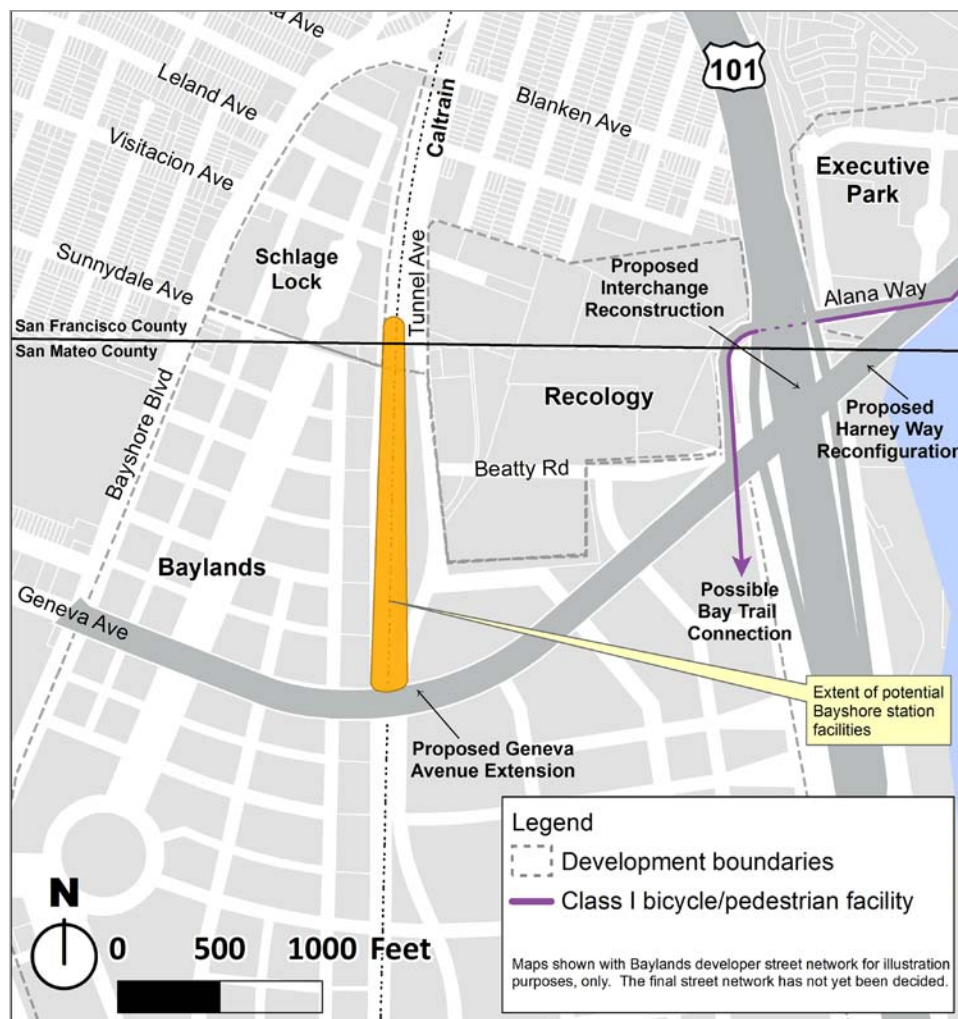 ta Ave
Leland Ave
Visitacion Ave
Sunnydale Ave
Caltrain
Blanken Ave
101
Executive
Park
Schlage
Lock
Tunnel Ave
Proposed
Interchange
Reconstruction
Alana Way
San Francisco County
San Mateo County
Bayshore Blvd
Recology
Proposed
Harney Way
Reconfiguration
Beatty Rd
Baylands
Geneva Ave
Possible
Bay Trail
Connection
Extent of potential
Bayshore station
facilities
Proposed Geneva
Avenue Extension
Legend
Development boundaries
Class I bicycle/pedestrian facility
Maps shown with Baylands developer street network for illustration
purposes, only. The final street network has not yet been decided.
N
0 500 1000 Feet